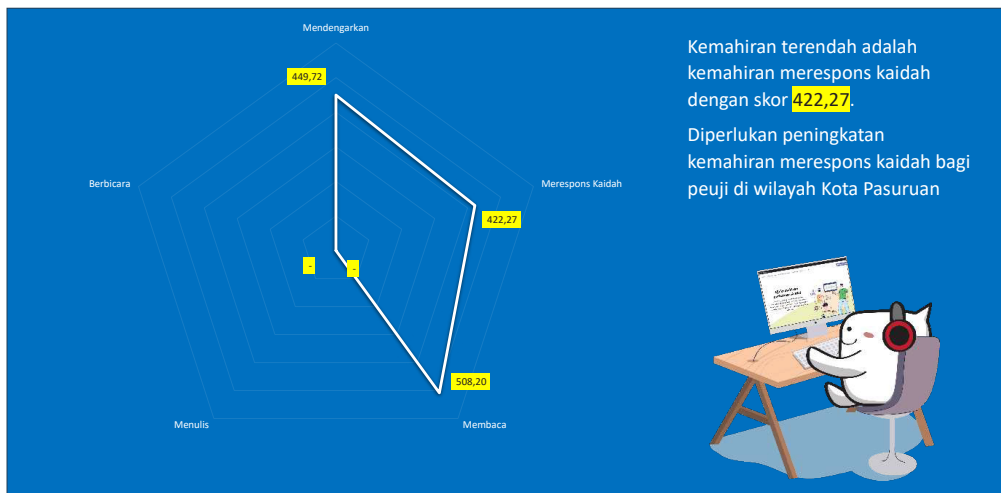 Mendengarkan
449,72
Berbicara
Merespons Kaidah
422,27
-
-
508,20
Menulis
Membaca
Kemahiran terendah adalah
kemahiran merespons kaidah
dengan skor 422,27.
Diperlukan peningkatan
kemahiran merespons kaidah bagi
peuji di wilayah Kota Pasuruan